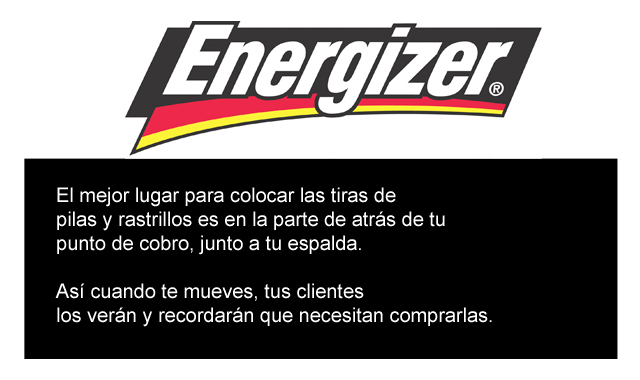 Energizer®
El mejor lugar para colocar las tiras de
pilas y rastrillos es en la parte de atrás de tu
punto de cobro, junto a tu espalda.
Así cuando te mueves, tus clientes
los verán y recordarán que necesitan comprarlas.